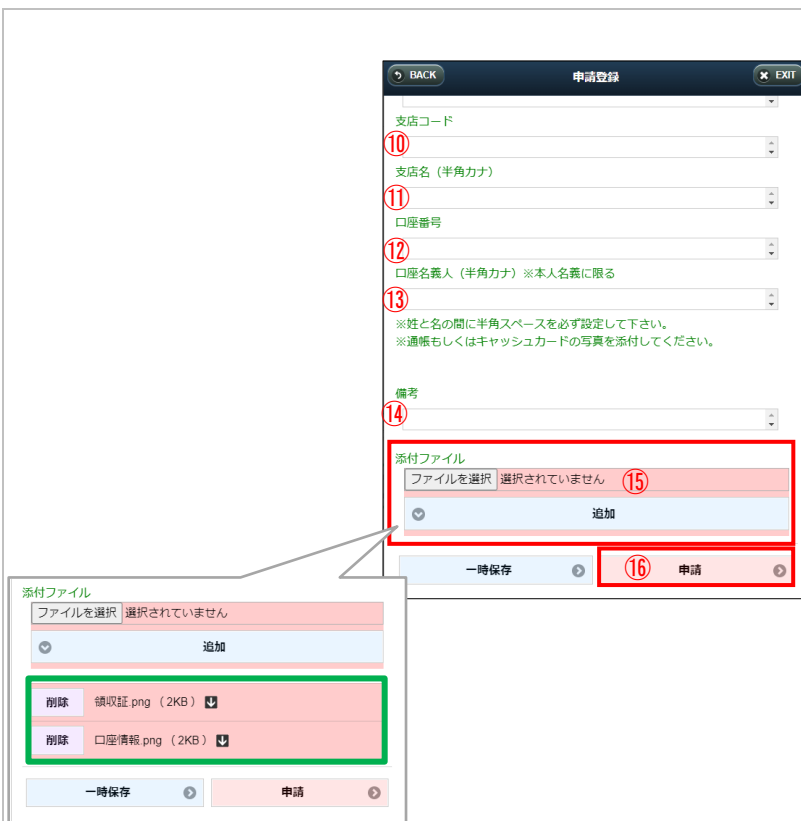 BACK 申請登録 EXIT
支店コード
⑩
支店名（半角カナ）
⑪
口座番号
⑫
口座名義人（半角カナ）※本人名義に限る
⑬
※姓と名の間に半角スペースを必ず設定して下さい。
※通帳もしくはキャッシュカードの写真を添付してください。
備考
⑭
添付ファイル
ファイルを選択 選択されていません ⑮
追加
一時保存 ⑯ 申請
添付ファイル
ファイルを選択 選択されていません
追加
削除 領収証.png （2KB）
削除 口座情報.png （2KB）
一時保存 申請